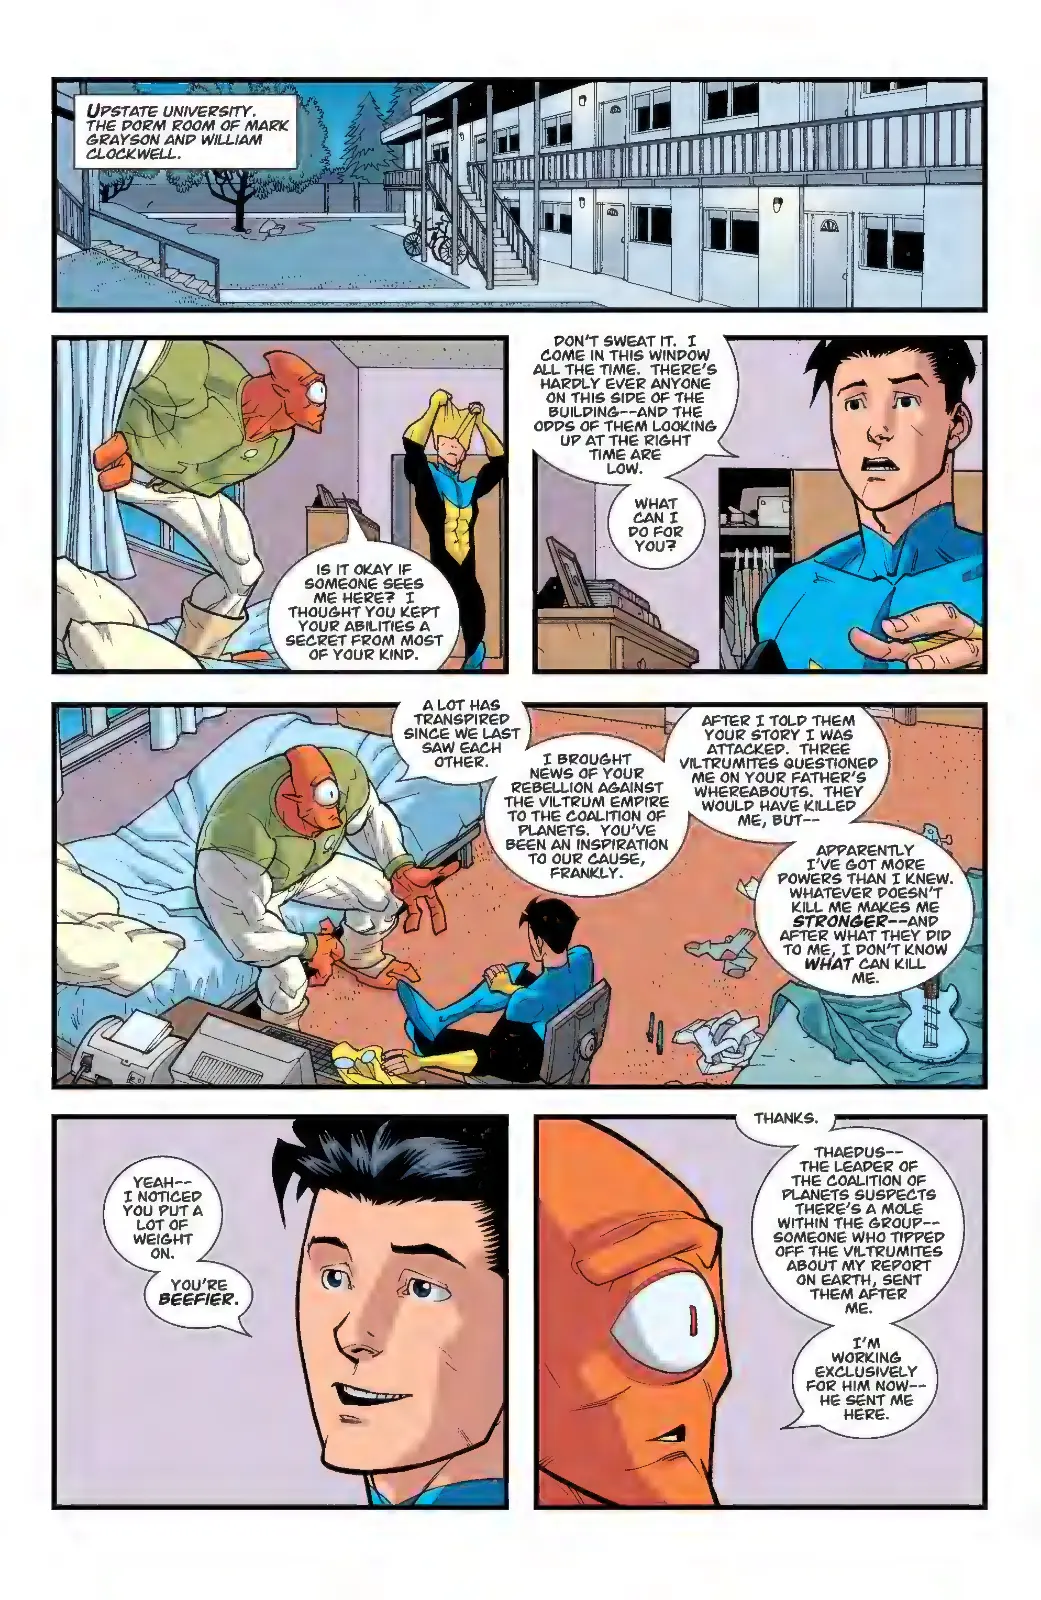 UPSTATE UNIVERSITY.
THE DORM ROOM OF MARK
GRAYSON AND WILLIAM
CLOCKWELL.
IS IT OKAY IF
SOMEONE SEES
ME HERE? I
THOUGHT YOU KEPT
YOUR ABILITIES A
SECRET FROM MOST
OF YOUR KIND.
DON'T SWEAT IT. I
COME IN THIS WINDOW
ALL THE TIME. THERE'S
HARDLY EVER ANYONE
ON THIS SIDE OF THE
BUILDING--AND THE
ODDS OF THEM LOOKING
UP AT THE RIGHT
TIME ARE
LOW.
WHAT
CAN I
DO FOR
YOU?
A LOT HAS
TRANSPIRED
SINCE WE LAST
SAW EACH
OTHER.
I BROUGHT
NEWS OF YOUR
REBELLION AGAINST
THE VILTRUM EMPIRE
TO THE COALITION OF
PLANETS. YOU'VE
BEEN AN INSPIRATION
TO OUR CAUSE,
FRANKLY.
AFTER I TOLD THEM
YOUR STORY I WAS
ATTACKED. THREE
VILTRUMITES QUESTIONED
ME ON YOUR FATHER'S
WHEREABOUTS. THEY
WOULD HAVE KILLED
ME, BUT--
APPARENTLY
I'VE GOT MORE
POWERS THAN I KNEW.
WHATEVER DOESN'T
KILL ME MAKES ME
STRONGER--AND
AFTER WHAT THEY DID
TO ME, I DON'T KNOW
WHAT CAN KILL
ME.
YEAH--
I NOTICED
YOU PUT A
LOT OF
WEIGHT
ON.
YOU'RE
BEEFIER.
THANKS.
THAEDUS--
THE LEADER OF
THE COALITION OF
PLANETS SUSPECTS
THERE'S A MOLE
WITHIN THE GROUP--
SOMEONE WHO TIPPED
OFF THE VILTRUMITES
ABOUT MY REPORT
ON EARTH, SENT
THEM AFTER
ME.
I'M
WORKING
EXCLUSIVELY
FOR HIM NOW--
HE SENT ME
HERE.